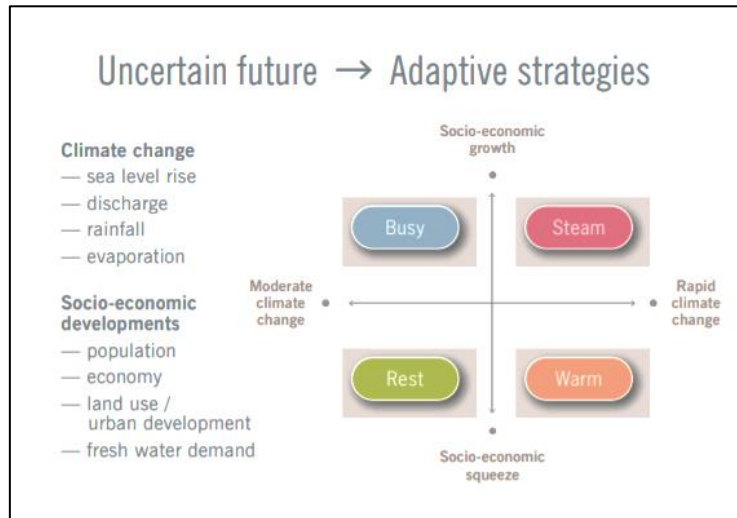 Uncertain future → Adaptive strategies
Climate change
— sea level rise
— discharge
— rainfall
— evaporation
Socio-economic
developments
— population
— economy
— land use /
urban development
— fresh water demand
Socio-economic
growth
Busy
Steam
Moderate
climate
change
Rapid
climate
change
Rest
Warm
Socio-economic
squeeze